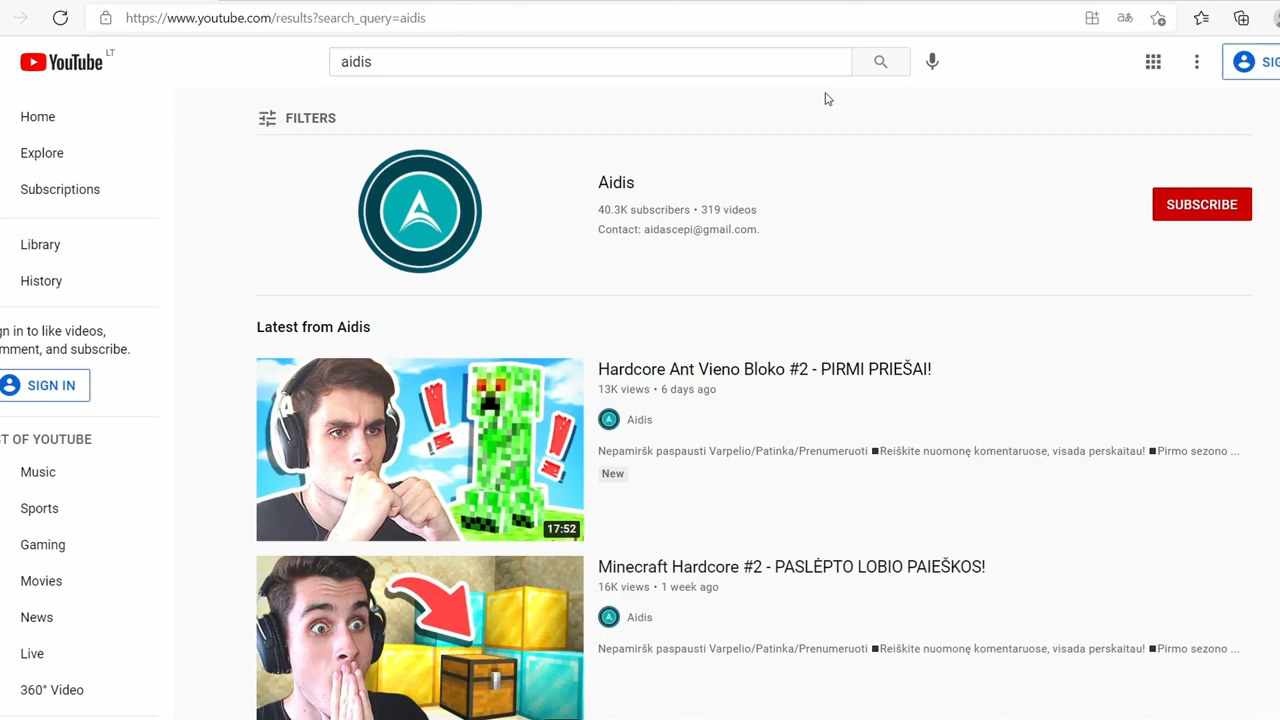 https://www.youtube.com/results?search_query=aidis
YouTube LT
aidis
SIG
Home
Explore
Subscriptions
Library
History
gn in to like videos,
mment, and subscribe.
SIGN IN
ST OF YOUTUBE
Music
Sports
Gaming
Movies
News
Live
360° Video
FILTERS
Aidis
40.3K subscribers • 319 videos
Contact: aidascepi@gmail.com.
SUBSCRIBE
Latest from Aidis
17:52
Hardcore Ant Vieno Bloko #2 - PIRMI PRIEŠAI!
13K views • 6 days ago
Aidis
Nepamiršk paspausti Varpelio/Patinka/Prenumeruoti ■Reiškite nuomonę komentaruose, visada perskaitau! ■Pirmo sezono ...
New
Minecraft Hardcore #2 - PASLĖPTO LOBIO PAIEŠKOS!
16K views • 1 week ago
Aidis
Nepamiršk paspausti Varpelio/Patinka/Prenumeruoti ■Reiškite nuomonę komentaruose, visada perskaitau! ■Pirmo sezono ...